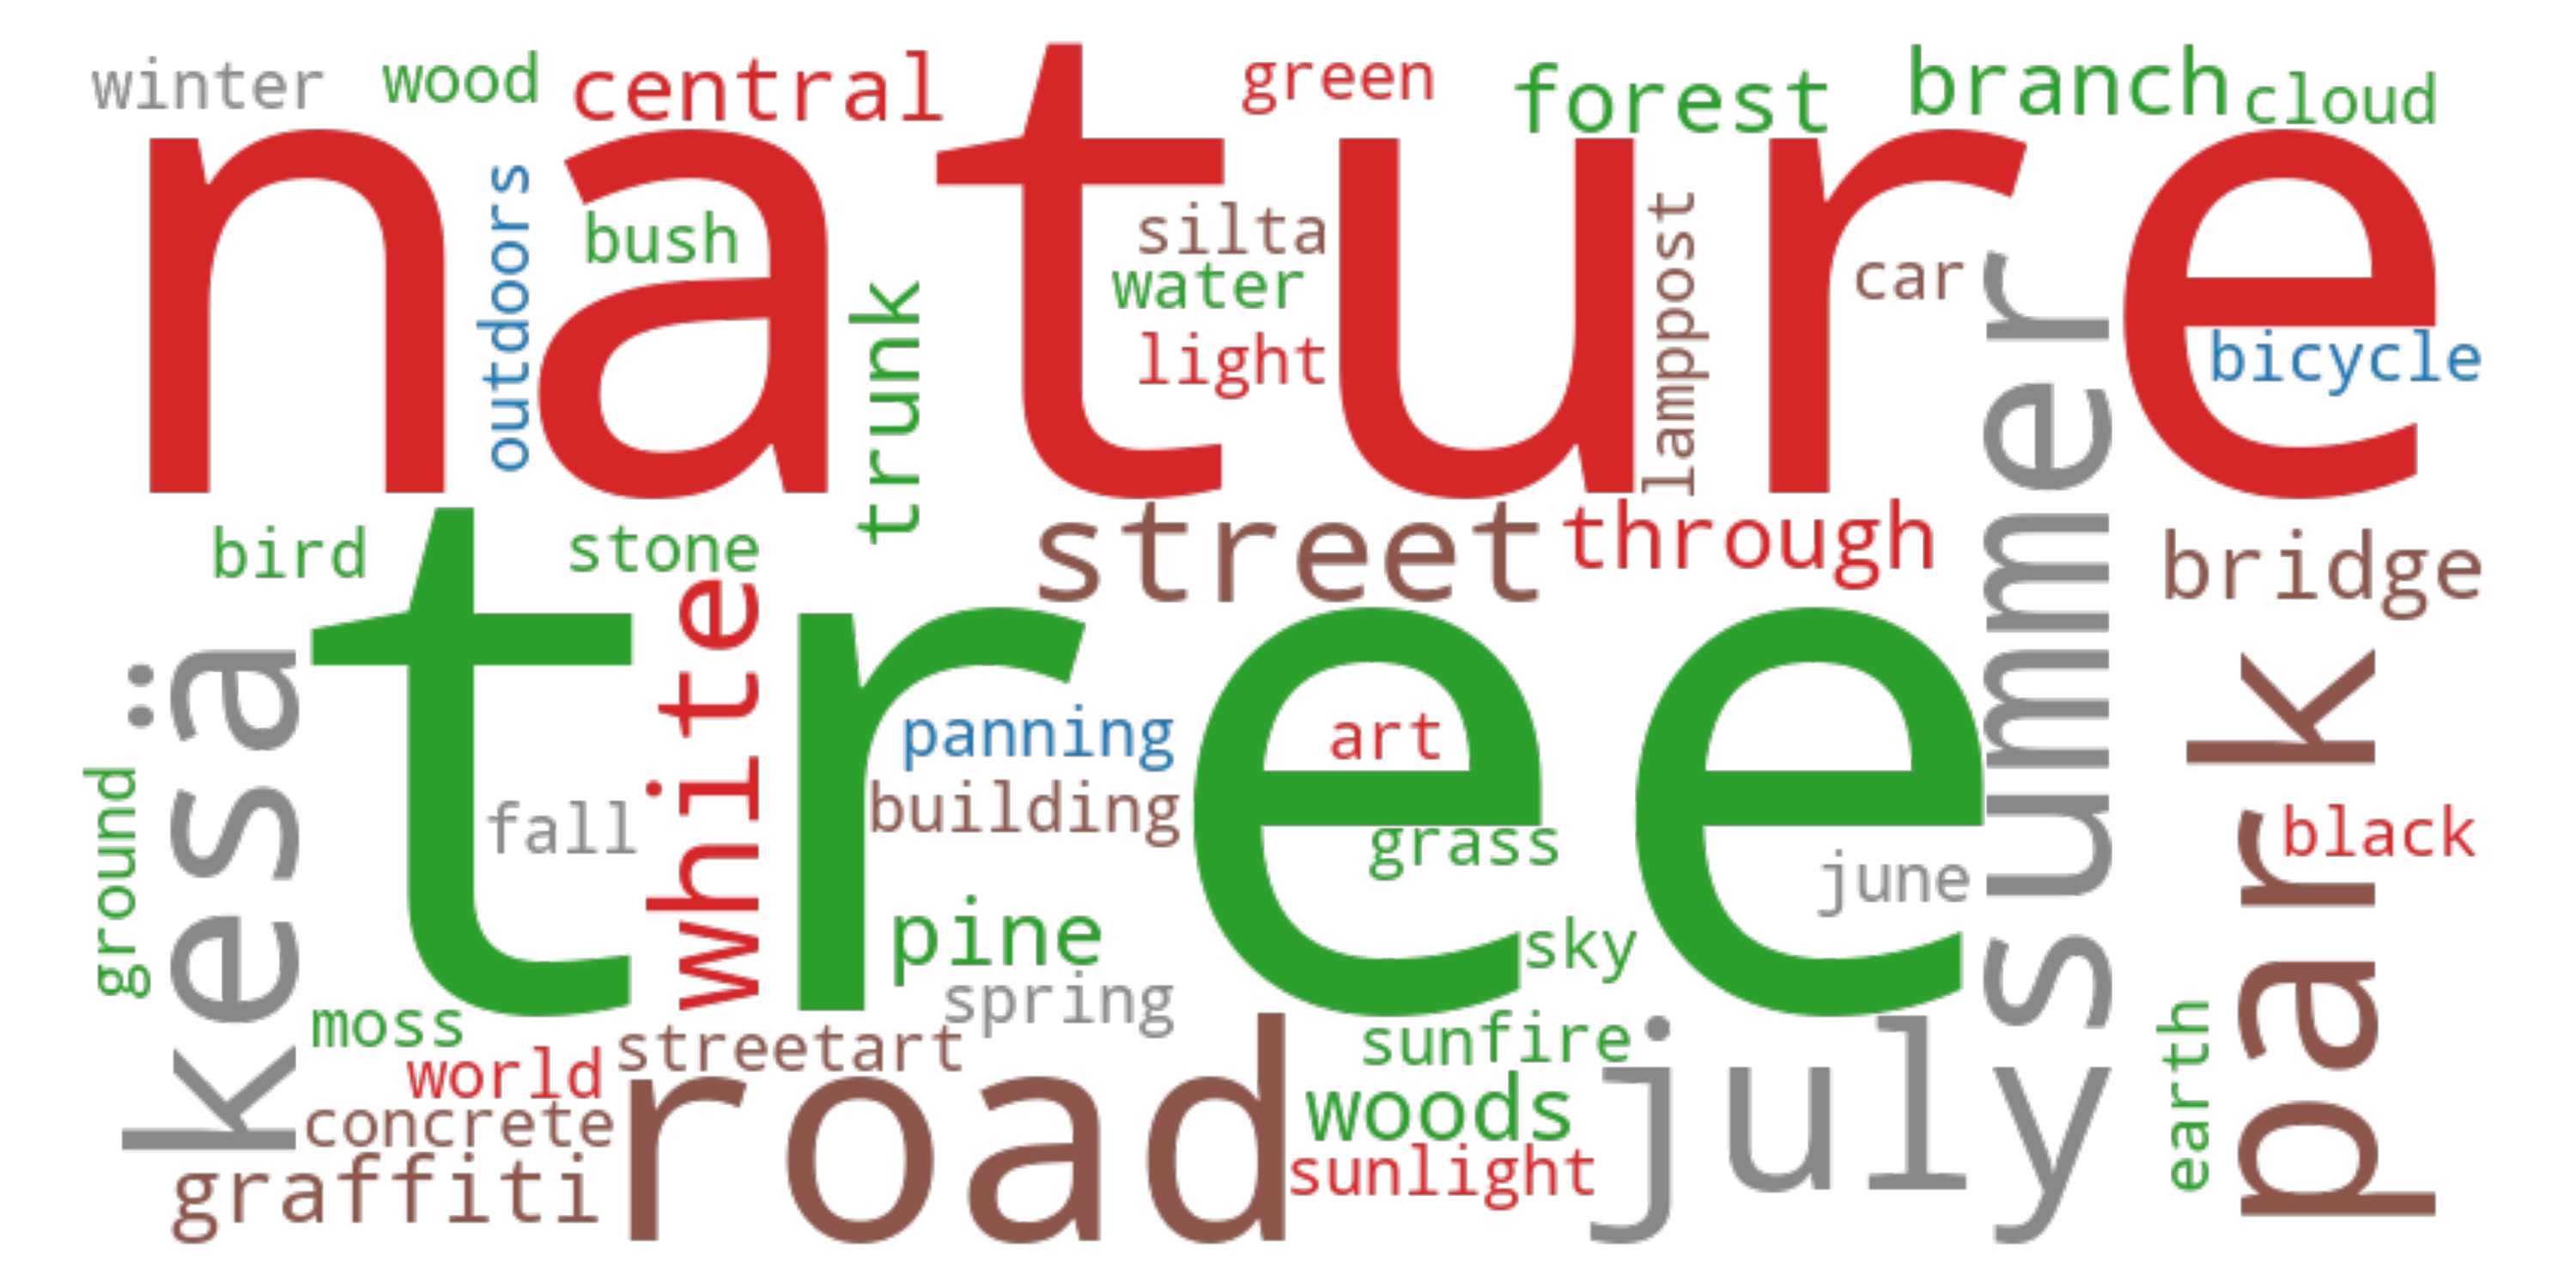 winter
wood
central
green
forest
branch
cloud
nature
outdoors
bush
silta
water
light
trunk
lamppost
car
summer
bicycle
bird
stone
street
through
bridge
tree
kesä
white
panning
art
building
fall
grass
june
black
park
ground
pine
sky
spring
moss
streetart
sunfire
world
road
woods
july
earth
concrete
sunlight
graffiti